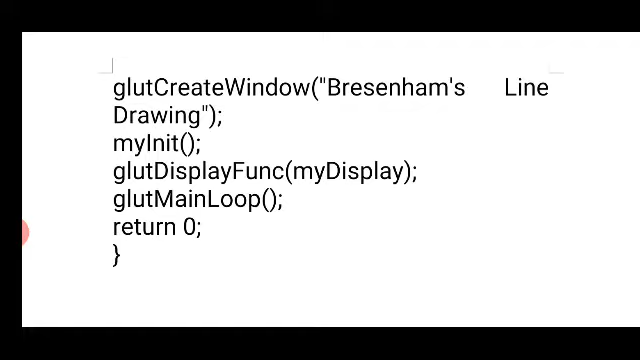 glutCreateWindow("Bresenham's Line
Drawing");
myInit();
glutDisplayFunc(myDisplay);
glutMainLoop();
return 0;
}